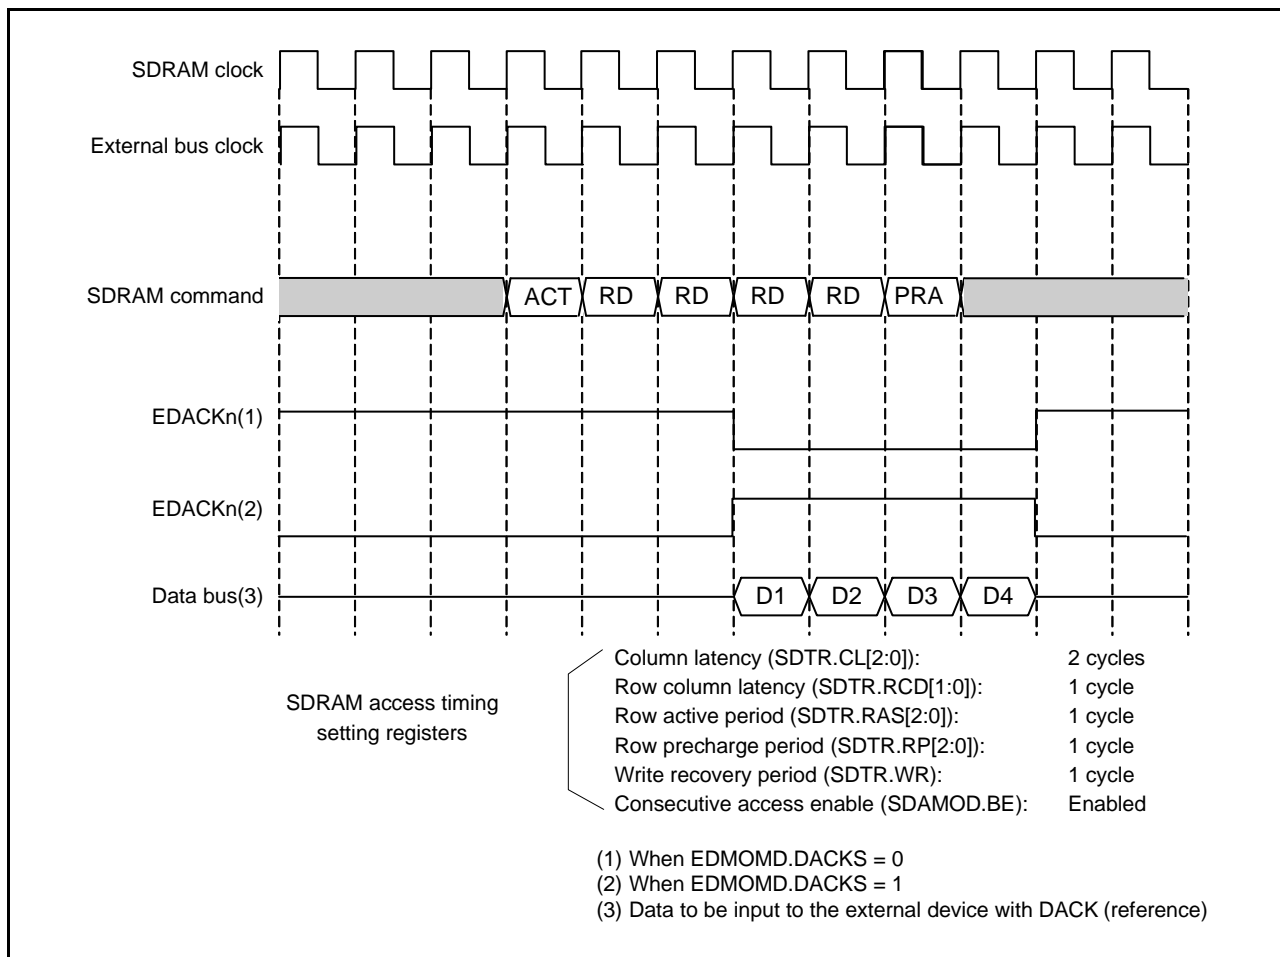 SDRAM clock
External bus clock
SDRAM command
ACT RD RD RD RD PRA
EDACKn(1)
EDACKn(2)
Data bus(3)
D1 D2 D3 D4
SDRAM access timing
setting registers
Column latency (SDTR.CL[2:0]): 2 cycles
Row column latency (SDTR.RCD[1:0]): 1 cycle
Row active period (SDTR.RAS[2:0]): 1 cycle
Row precharge period (SDTR.RP[2:0]): 1 cycle
Write recovery period (SDTR.WR): 1 cycle
Consecutive access enable (SDAMOD.BE): Enabled
(1) When EDMOMD.DACKS = 0
(2) When EDMOMD.DACKS = 1
(3) Data to be input to the external device with DACK (reference)